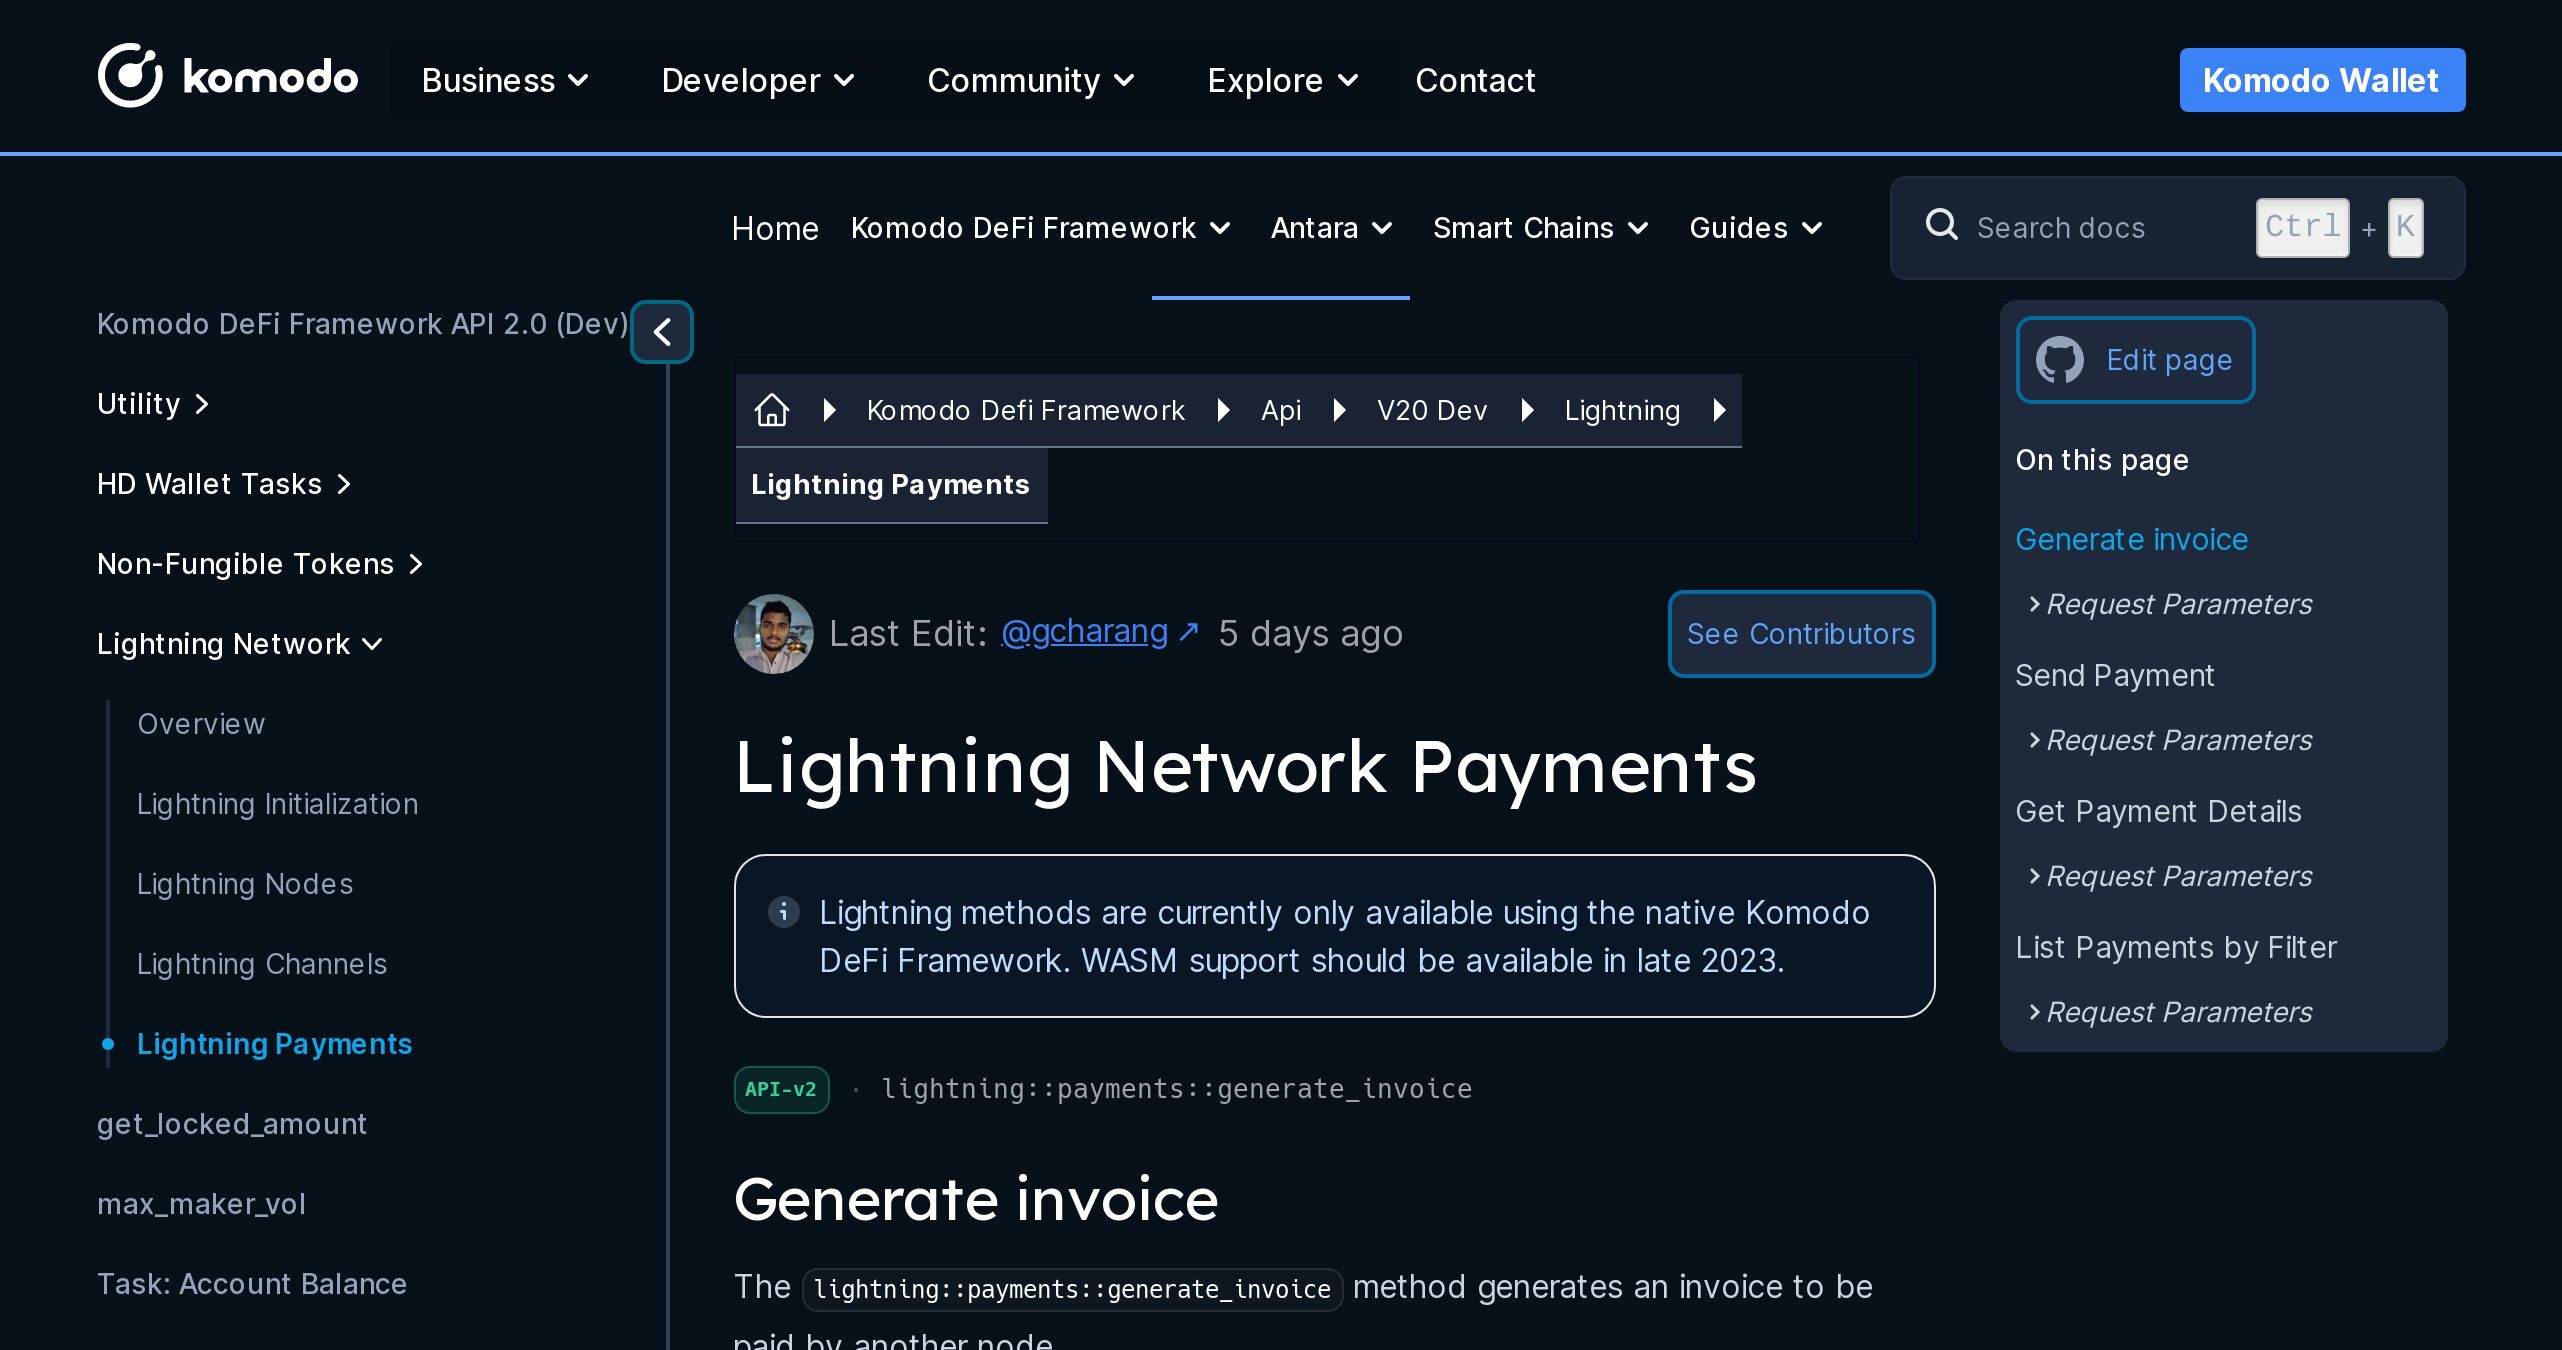 komodo
Business
Developer
Community
Explore
Contact
Komodo Wallet
Home
Komodo DeFi Framework
Antara
Smart Chains
Guides
Search docs
Ctrl + K
Komodo DeFi Framework API 2.0 (Dev)
Utility
HD Wallet Tasks
Non-Fungible Tokens
Lightning Network
Overview
Lightning Initialization
Lightning Nodes
Lightning Channels
Lightning Payments
get_locked_amount
max_maker_vol
Task: Account Balance
Komodo Defi Framework
Api
V20 Dev
Lightning
Lightning Payments
Last Edit: @gcharang ↗ 5 days ago
See Contributors
Lightning Network Payments
Lightning methods are currently only available using the native Komodo
DeFi Framework. WASM support should be available in late 2023.
API-v2 · lightning::payments::generate_invoice
Generate invoice
The lightning::payments::generate_invoice method generates an invoice to be
paid by another node
Edit page
On this page
Generate invoice
Request Parameters
Send Payment
Request Parameters
Get Payment Details
Request Parameters
List Payments by Filter
Request Parameters